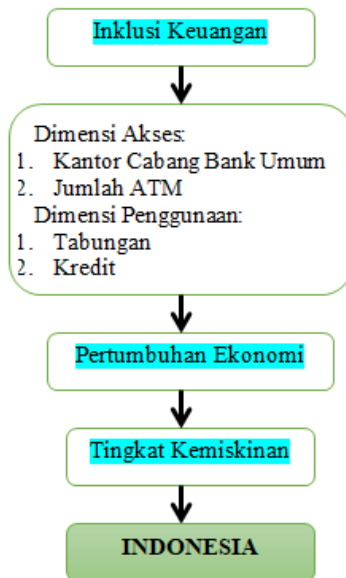 Inklusi Keuangan
Dimensi Akses:
1. Kantor Cabang Bank Umum
2. Jumlah ATM
Dimensi Penggunaan:
1. Tabungan
2. Kredit
Pertumbuhan Ekonomi
Tingkat Kemiskinan
INDONESIA